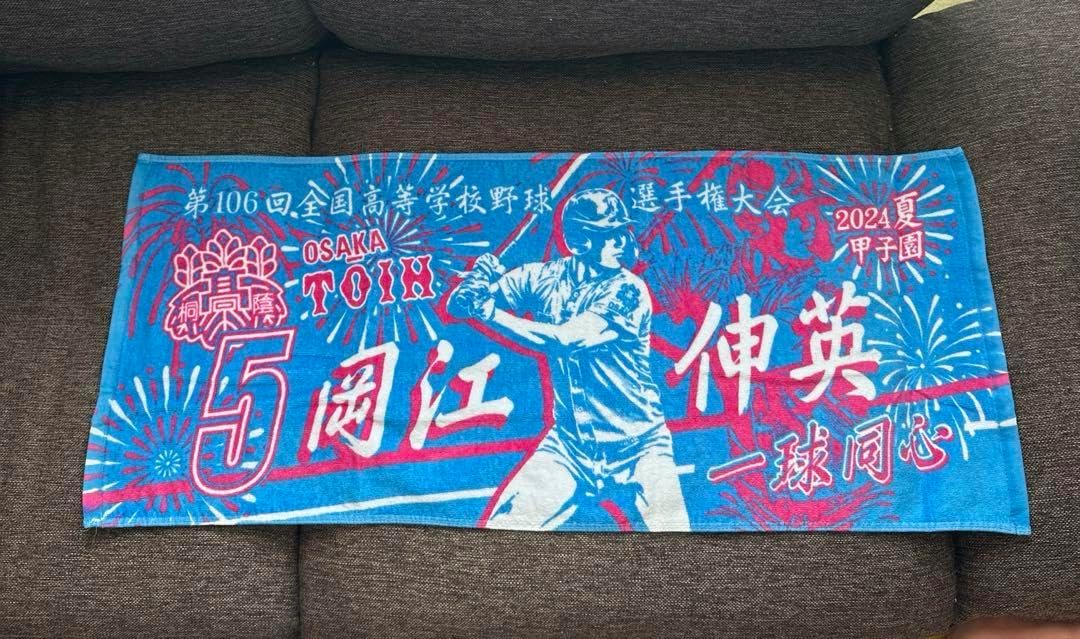 第106回全国高等学校野球選手権大会
2024夏
甲子園
桐高蔭
OSAKA
TŌIN
5 岡江 伸英
一球同心